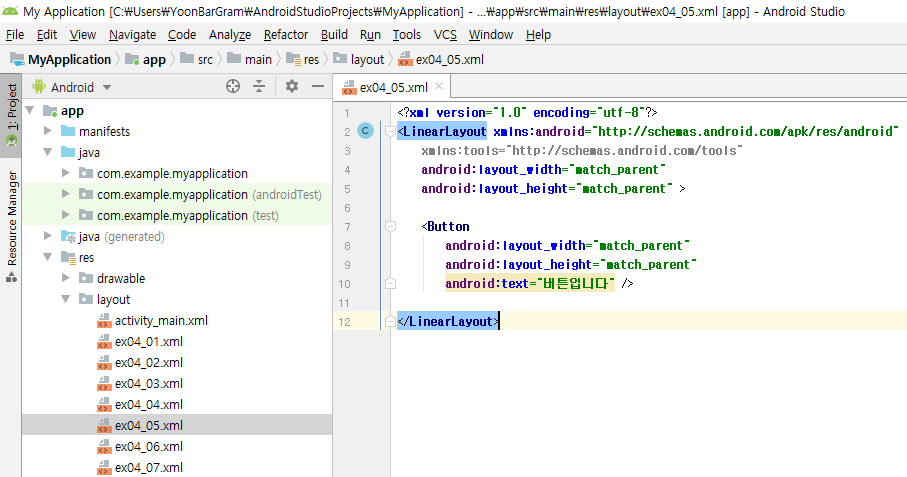 My Application [C:₩Users₩YoonBarGram₩AndroidStudioProjects₩MyApplication] - ...₩app₩src₩main₩res₩layout₩ex04_05.xml [app] - Android Studio
File Edit View Navigate Code Analyze Refactor Build Run Tools VCS Window Help
MyApplication app src main res layout ex04_05.xml
1: Project
Resource Manager
Android
app
manifests
java
com.example.myapplication
com.example.myapplication (androidTest)
com.example.myapplication (test)
java (generated)
res
drawable
layout
activity_main.xml
ex04_01.xml
ex04_02.xml
ex04_03.xml
ex04_04.xml
ex04_05.xml
ex04_06.xml
ex04_07.xml
ex04_05.xml
1 <?xml version="1.0" encoding="utf-8"?>
2 C <LinearLayout xmlns:android="http://schemas.android.com/apk/res/android"
3 xmlns:tools="http://schemas.android.com/tools"
4 android:layout_width="match_parent"
5 android:layout_height="match_parent" >
6
7 <Button
8 android:layout_width="match_parent"
9 android:layout_height="match_parent"
10 android:text="버튼입니다" />
11
12 </LinearLayout>